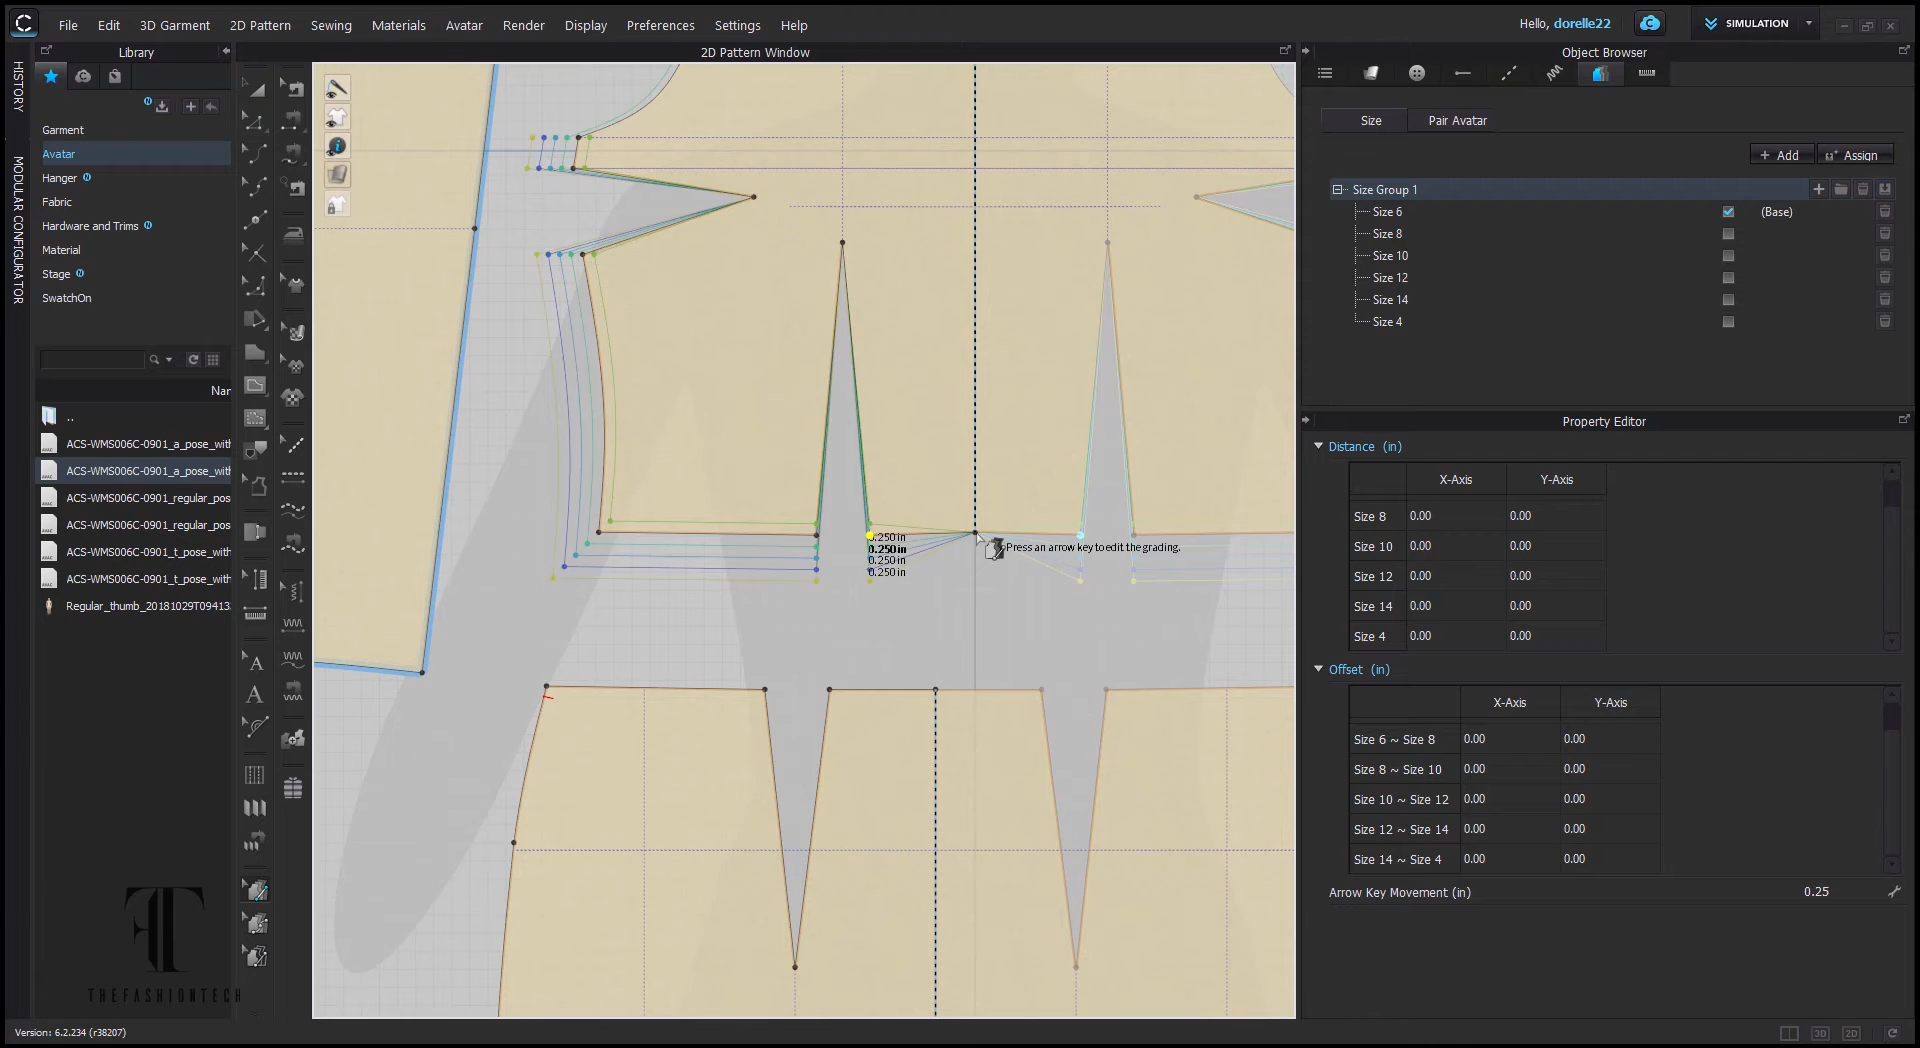 File Edit 3D Garment 2D Pattern Sewing Materials Avatar Render Display Preferences Settings Help
Hello, dorelle22
SIMULATION
HISTORY
MODULAR CONFIGURATOR
Library
2D Pattern Window
Object Browser
Garment
Avatar
Hanger
Fabric
Hardware and Trims
Material
Stage
SwatchOn
Nar
..
ACS-WMS006C-0901_a_pose_with
ACS-WMS006C-0901_a_pose_with
ACS-WMS006C-0901_regular_pos
ACS-WMS006C-0901_regular_pos
ACS-WMS006C-0901_t_pose_with
ACS-WMS006C-0901_t_pose_with
Regular_thumb_20181029T09413
THEFASHIONTECH
0.250 in
0.250 in
0.250 in
0.250 in
Press an arrow key to edit the grading.
Size Pair Avatar
+ Add Assign
Size Group 1
Size 6 (Base)
Size 8
Size 10
Size 12
Size 14
Size 4
Property Editor
Distance (in)
X-Axis Y-Axis
Size 8 0.00 0.00
Size 10 0.00 0.00
Size 12 0.00 0.00
Size 14 0.00 0.00
Size 4 0.00 0.00
Offset (in)
X-Axis Y-Axis
Size 6 ~ Size 8 0.00 0.00
Size 8 ~ Size 10 0.00 0.00
Size 10 ~ Size 12 0.00 0.00
Size 12 ~ Size 14 0.00 0.00
Size 14 ~ Size 4 0.00 0.00
Arrow Key Movement (in) 0.25
Version: 6.2.234 (r38207)
3D 2D